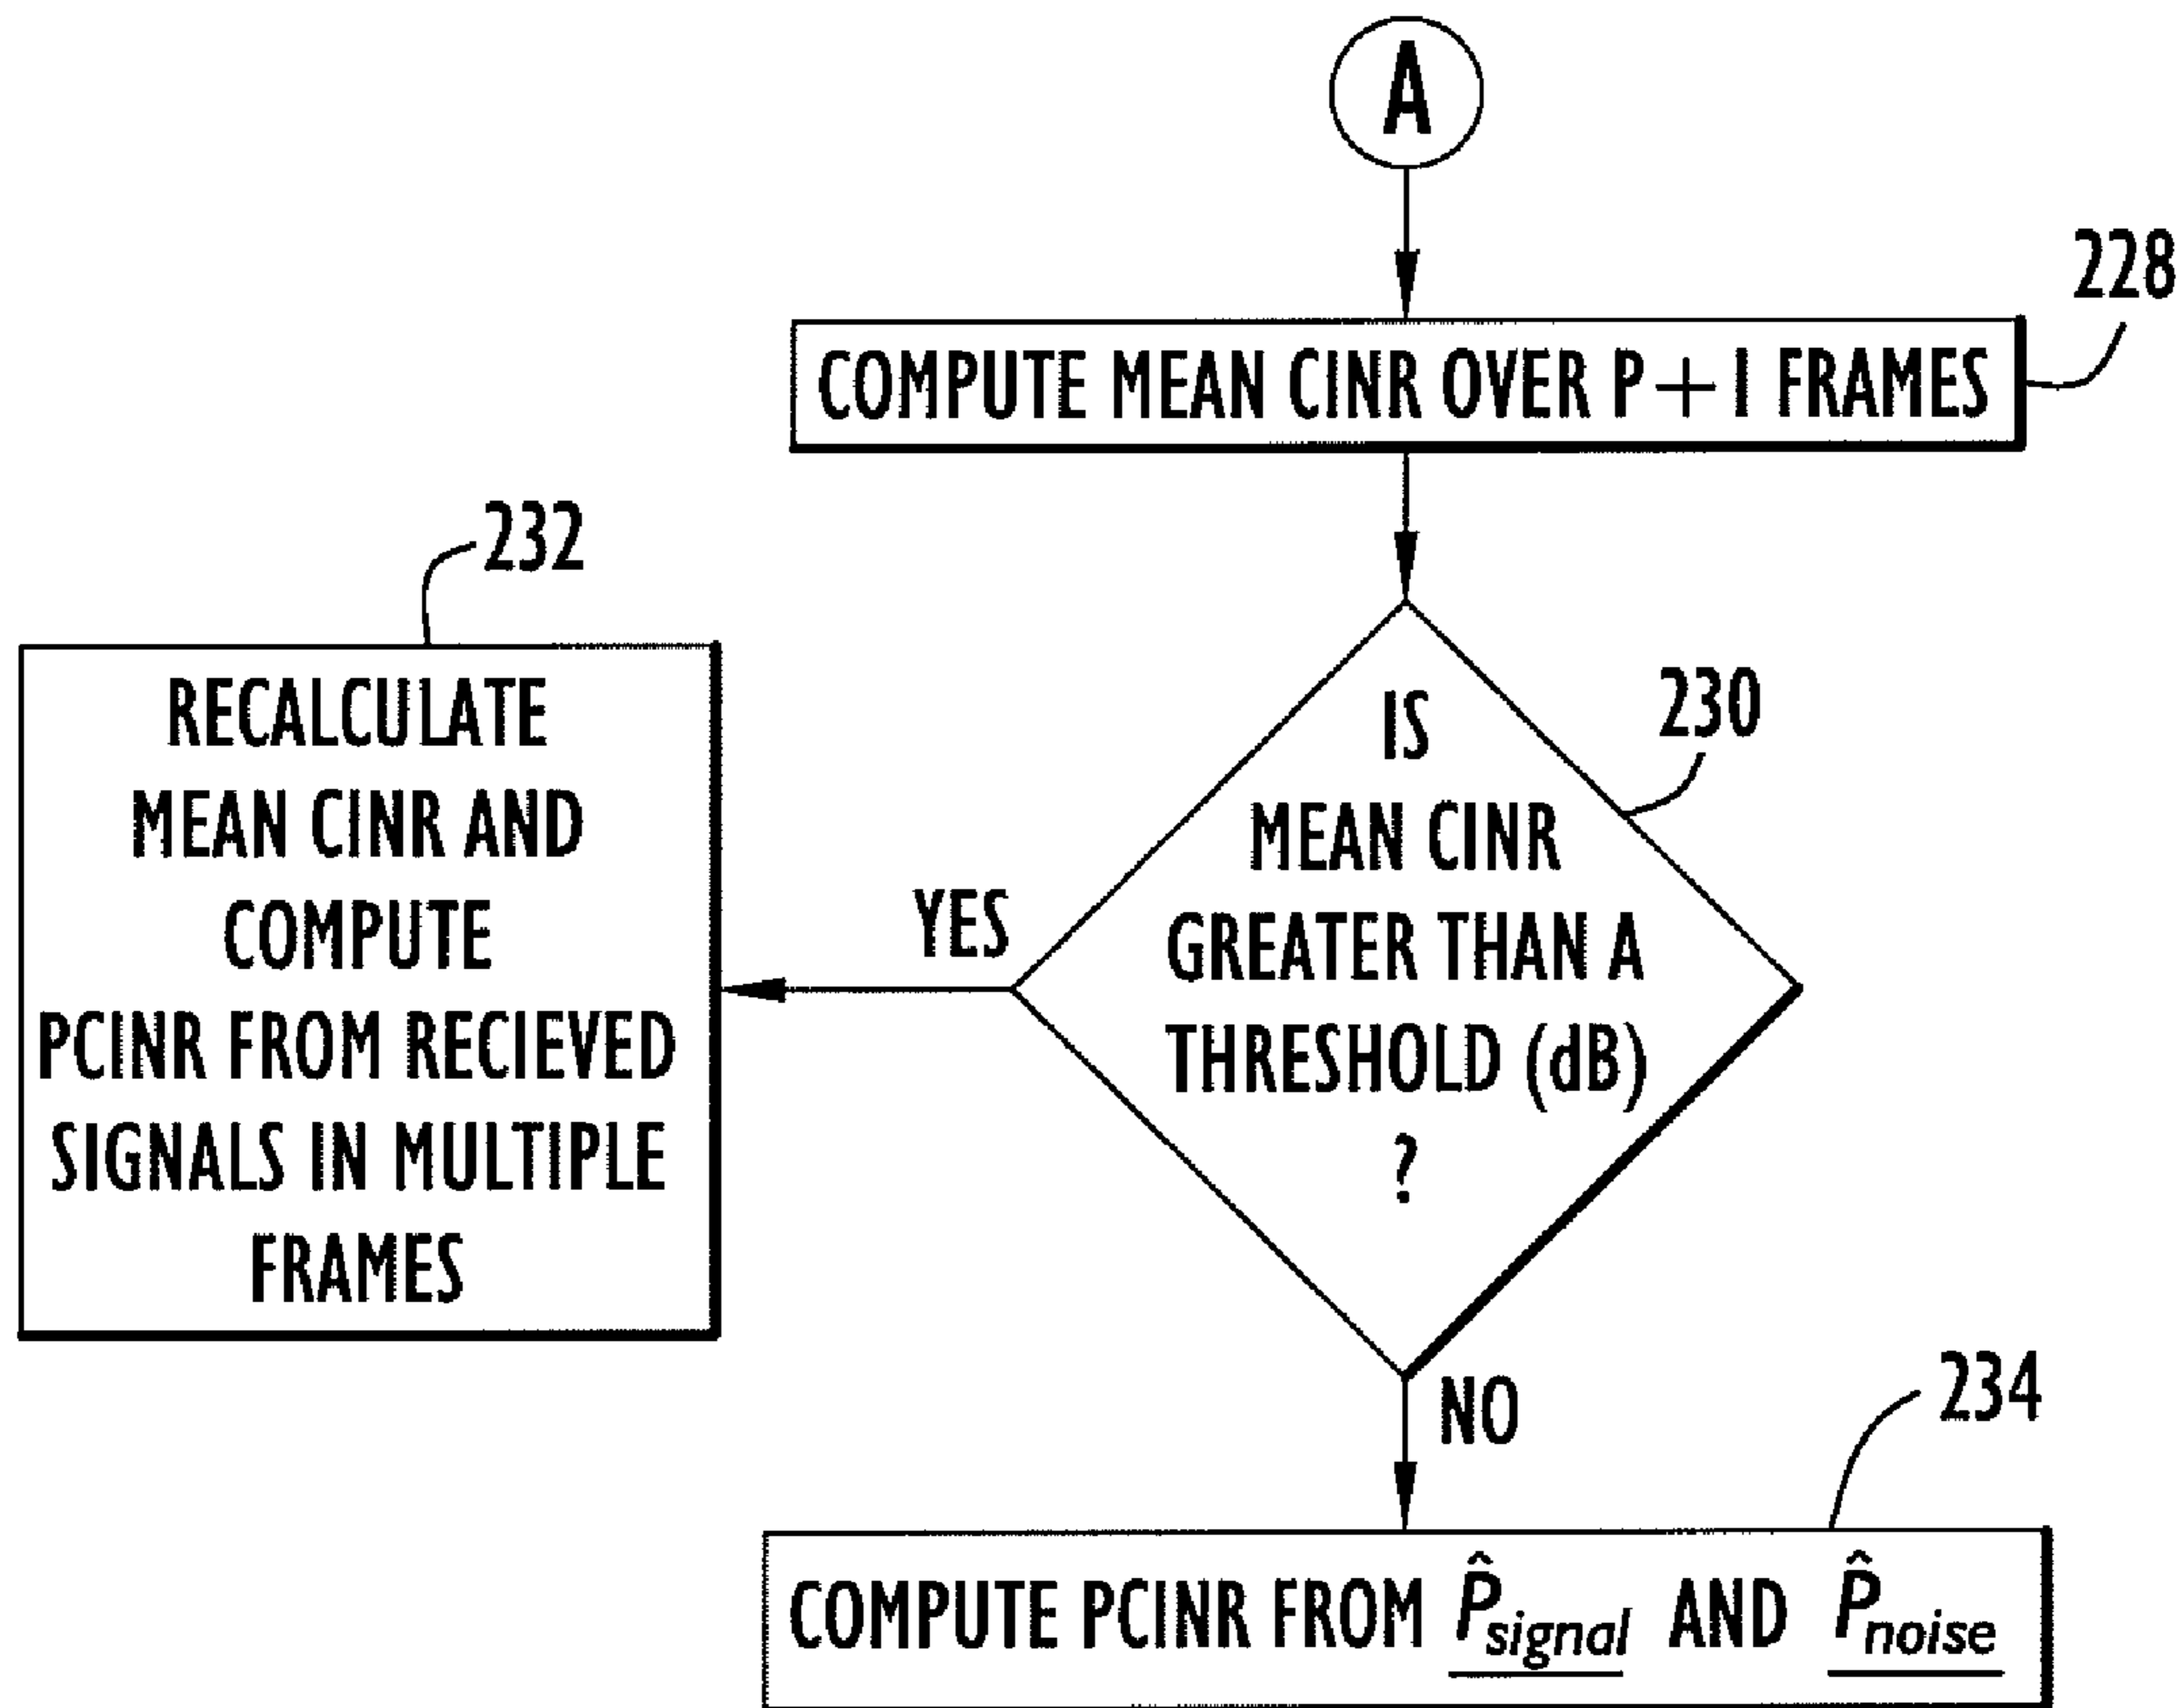 A
228
COMPUTE MEAN CINR OVER P + 1 FRAMES
232
RECALCULATE
MEAN CINR AND
COMPUTE
PCINR FROM RECIEVED
SIGNALS IN MULTIPLE
FRAMES
YES
230
IS
MEAN CINR
GREATER THAN A
THRESHOLD (dB)
?
NO
234
COMPUTE PCINR FROM P̂signal AND P̂noise